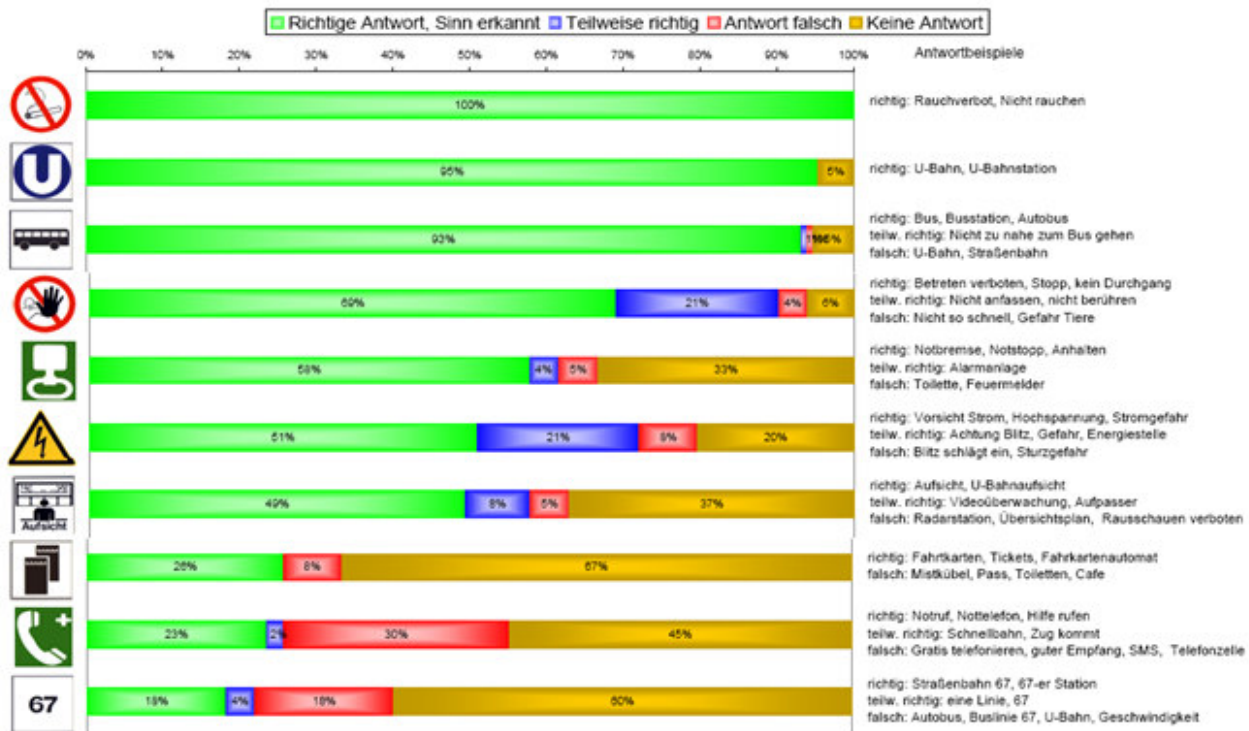 Richtige Antwort, Sinn erkannt Teilweise richtig Antwort falsch Keine Antwort
0% 10% 20% 30% 40% 50% 60% 70% 80% 90% 100% Antwortbeispiele
100%
richtig: Rauchverbot, Nicht rauchen
U
95% 5%
richtig: U-Bahn, U-Bahnstation
93%
richtig: Bus, Busstation, Autobus
teilw. richtig: Nicht zu nahe zum Bus gehen
falsch: U-Bahn, Straßenbahn
69% 21% 4% 6%
richtig: Betreten verboten, Stopp, kein Durchgang
teilw. richtig: Nicht anfassen, nicht berühren
falsch: Nicht so schnell, Gefahr Tiere
58% 4% 5% 33%
richtig: Notbremse, Notstopp, Anhalten
teilw. richtig: Alarmanlage
falsch: Toilette, Feuermelder
51% 21% 8% 20%
richtig: Vorsicht Strom, Hochspannung, Stromgefahr
teilw. richtig: Achtung Blitz, Gefahr, Energiestelle
falsch: Blitz schlägt ein, Sturzgefahr
Aufsicht
49% 8% 5% 37%
richtig: Aufsicht, U-Bahnaufsicht
teilw. richtig: Videoüberwachung, Aufpasser
falsch: Radarstation, Übersichtsplan, Rausschauen verboten
26% 8% 67%
richtig: Fahrtkarten, Tickets, Fahrkartenautomat
falsch: Mistkübel, Pass, Toiletten, Cafe
23% 2% 30% 45%
richtig: Notruf, Nottelefon, Hilfe rufen
teilw. richtig: Schnellbahn, Zug kommt
falsch: Gratis telefonieren, guter Empfang, SMS, Telefonzelle
67
18% 4% 18% 60%
richtig: Straßenbahn 67, 67-er Station
teilw. richtig: eine Linie, 67
falsch: Autobus, Buslinie 67, U-Bahn, Geschwindigkeit